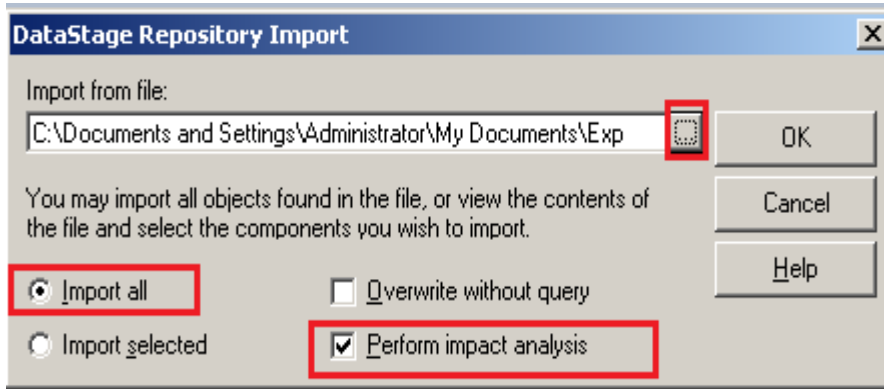 DataStage Repository Import
Import from file:
C:\Documents and Settings\Administrator\My Documents\Exp
...
OK
You may import all objects found in the file, or view the contents of
the file and select the components you wish to import.
Cancel
Help
Import all
Overwrite without query
Import selected
Perform impact analysis